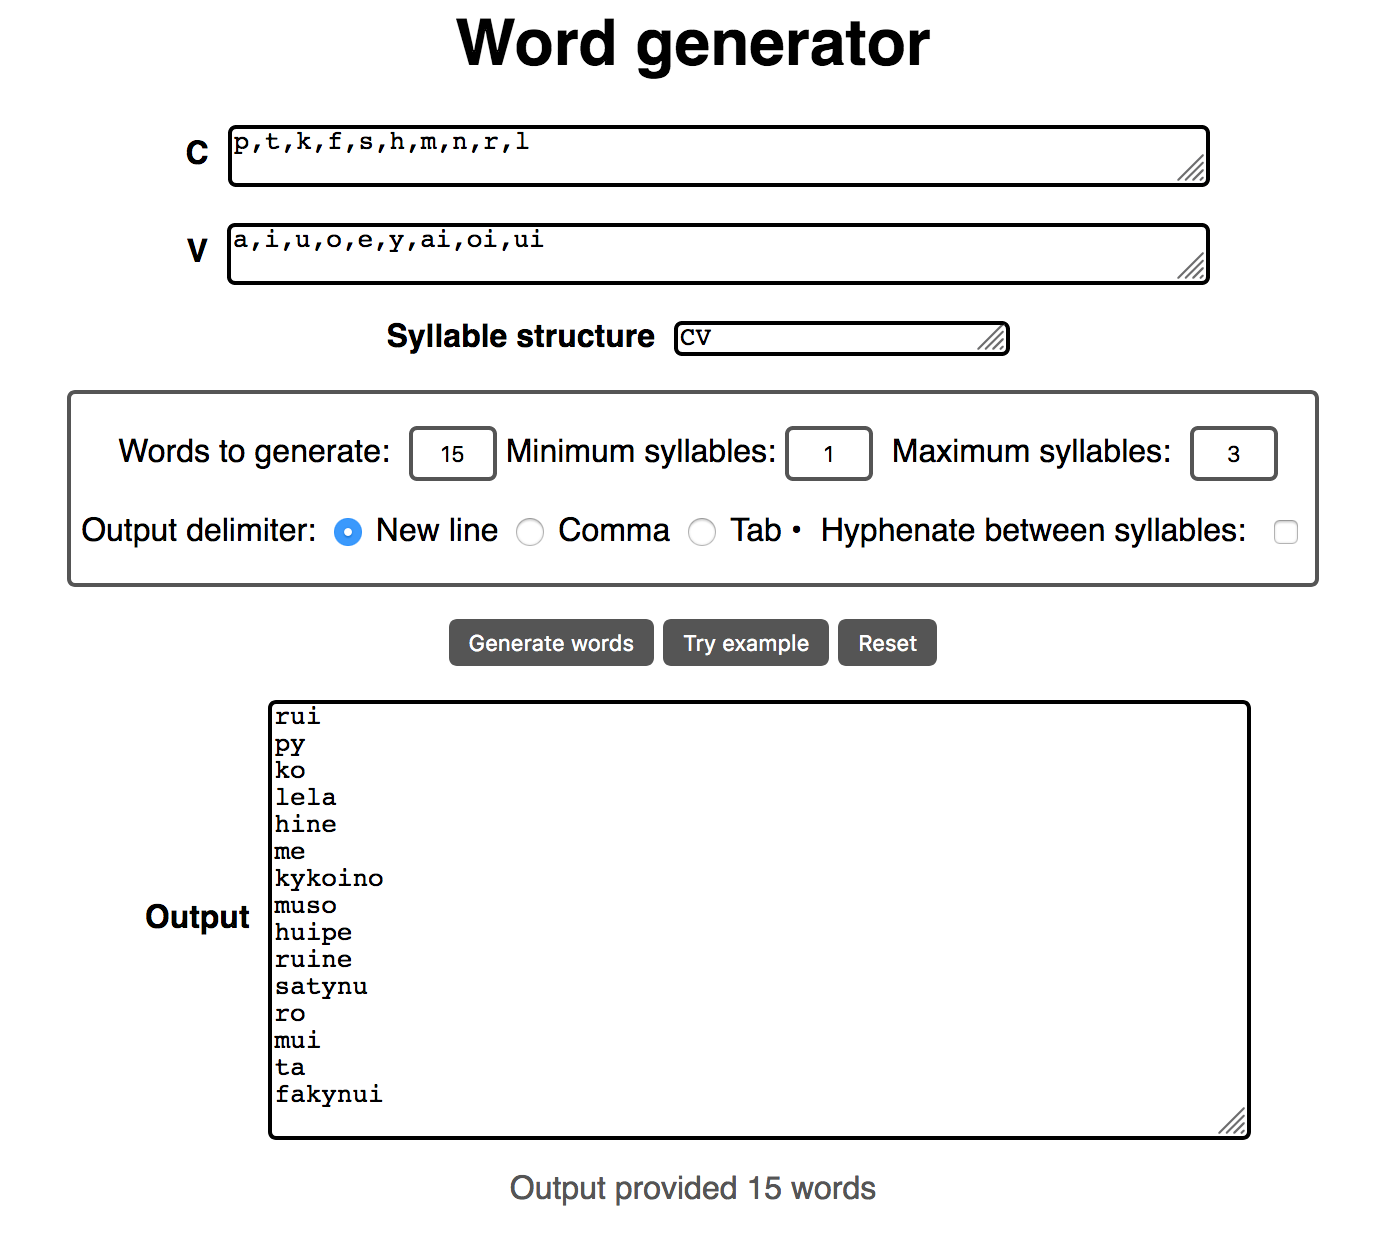 Word generator
C p,t,k,f,s,h,m,n,r,l
V a,i,u,o,e,y,ai,oi,ui
Syllable structure CV
Words to generate: 15 Minimum syllables: 1 Maximum syllables: 3
Output delimiter: New line Comma Tab • Hyphenate between syllables:
Generate words Try example Reset
rui
py
ko
lela
hine
me
kykoino
muso
Output
huipe
ruine
satynu
ro
mui
ta
fakynui
Output provided 15 words